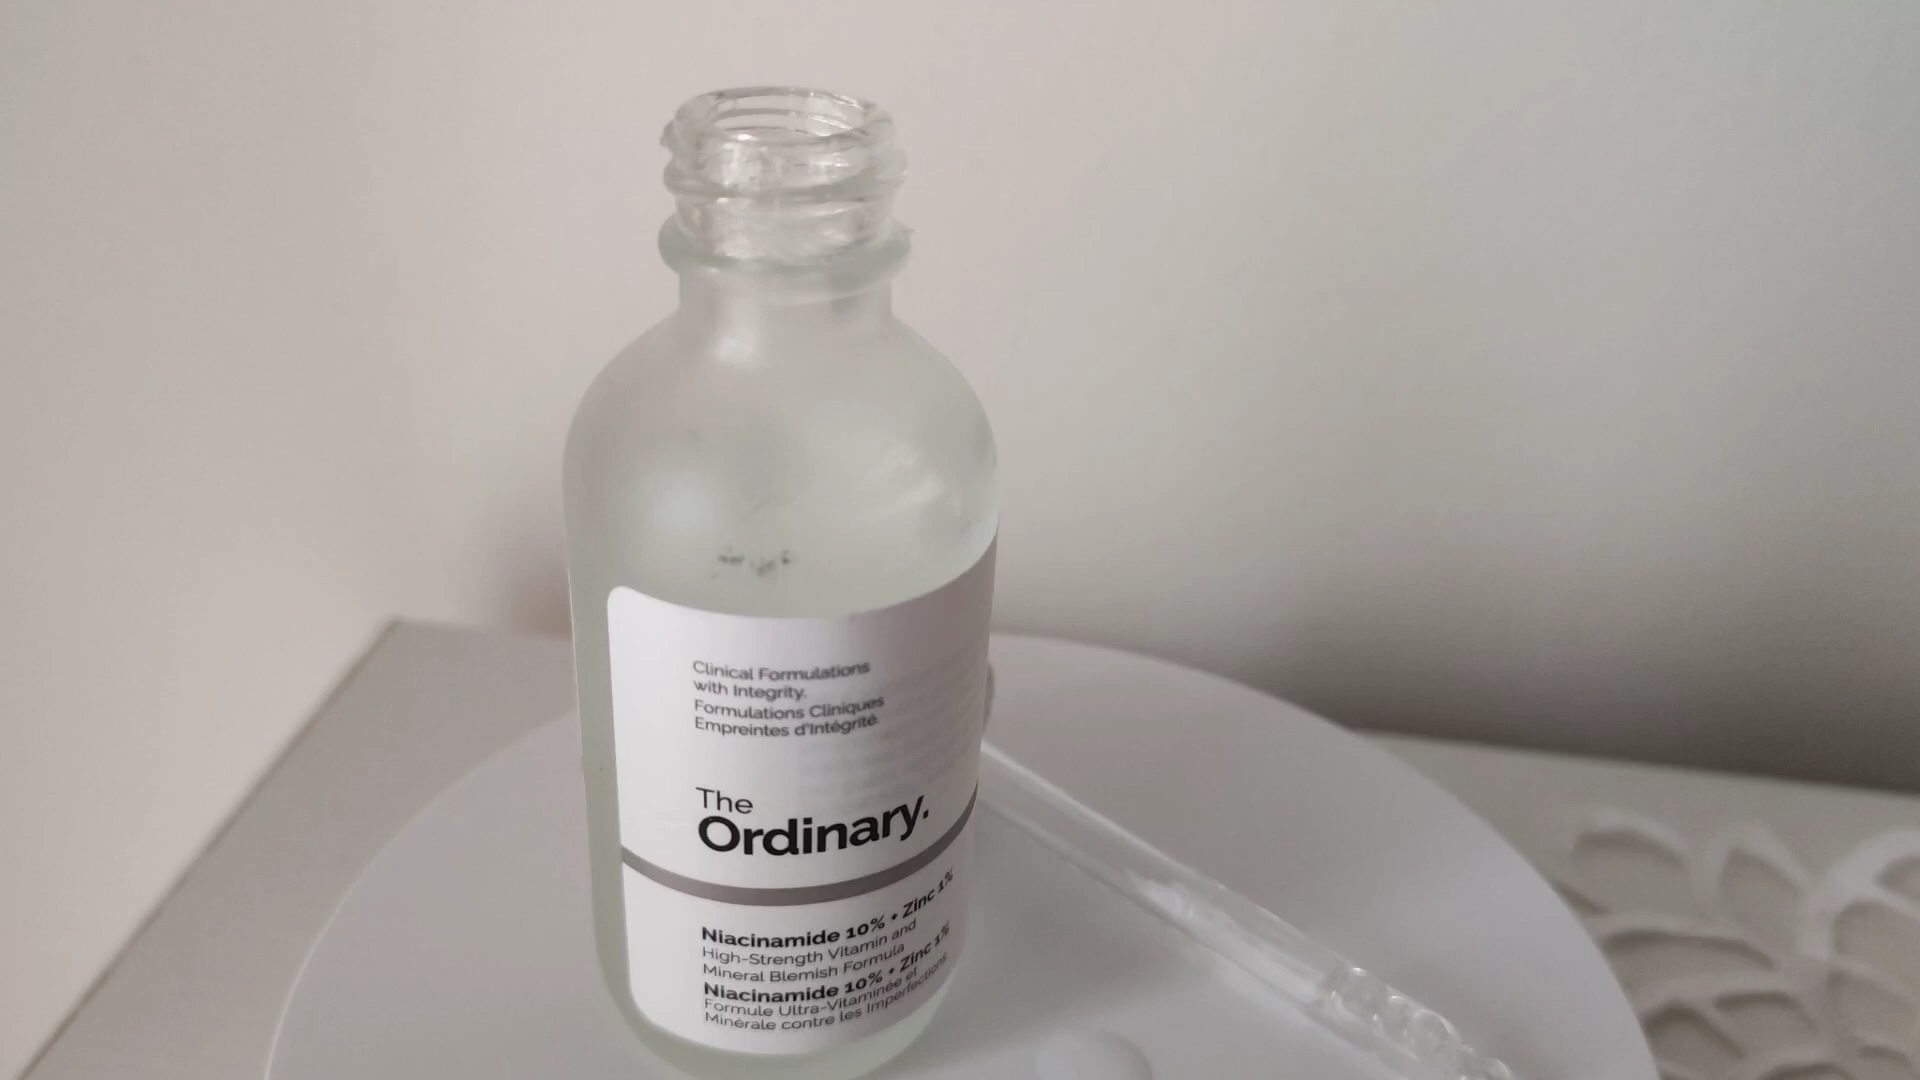 Clinical Formulations
with Integrity.
Formulations Cliniques
Empreintes d'Intégrité.
The
Ordinary.
Niacinamide 10% + Zinc 1%
High-Strength Vitamin and
Mineral Blemish Formula
Niacinamide 10% + Zinc 1%
Formule Ultra-Vitaminée et
Minérale contre les Imperfections